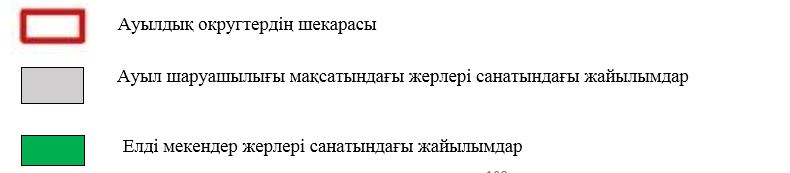 Ауылдық округтердің шекарасы
Ауыл шаруашылығы мақсатындағы жерлері санатындағы жайылымдар
Елді мекендер жерлері санатындағы жайылымдар